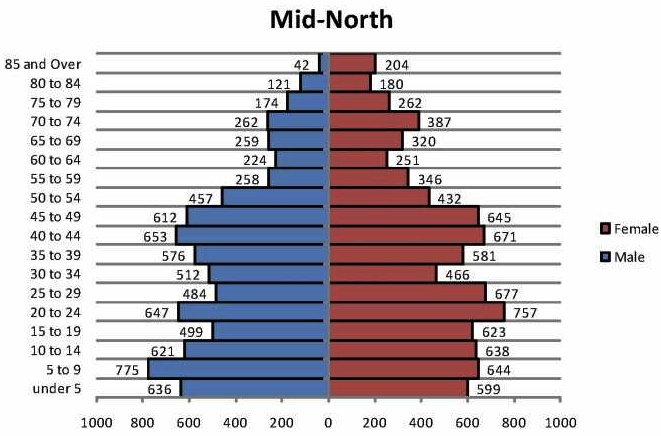 Mid-North
85 and Over 42 204
80 to 84 121 180
75 to 79 174 262
70 to 74 262 387
65 to 69 259 320
60 to 64 224 251
55 to 59 258 346
50 to 54 457 432
45 to 49 612 645
40 to 44 653 671
35 to 39 576 581
30 to 34 512 466
25 to 29 484 677
20 to 24 647 757
15 to 19 499 623
10 to 14 621 638
5 to 9 775 644
under 5 636 599
1000 800 600 400 200 0 200 400 600 800 1000
Female
Male